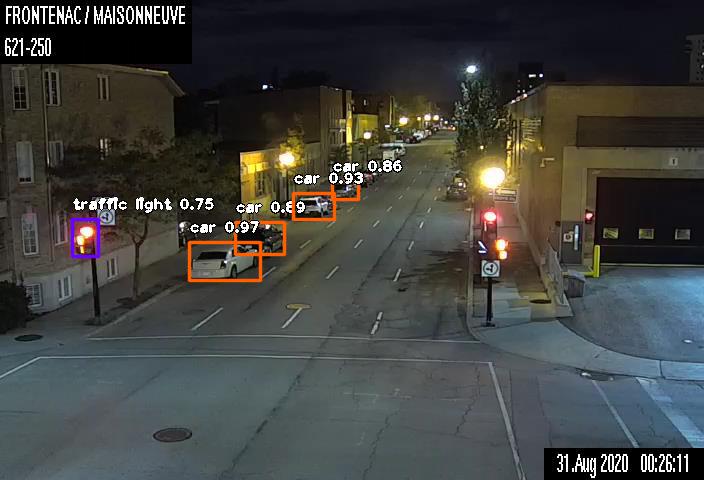 FRONTENAC / MAISONNEUVE
621-250
car 0.86
car 0.93
traffic light 0.75
car 0.89
car 0.97
31.Aug 2020 00:26:11